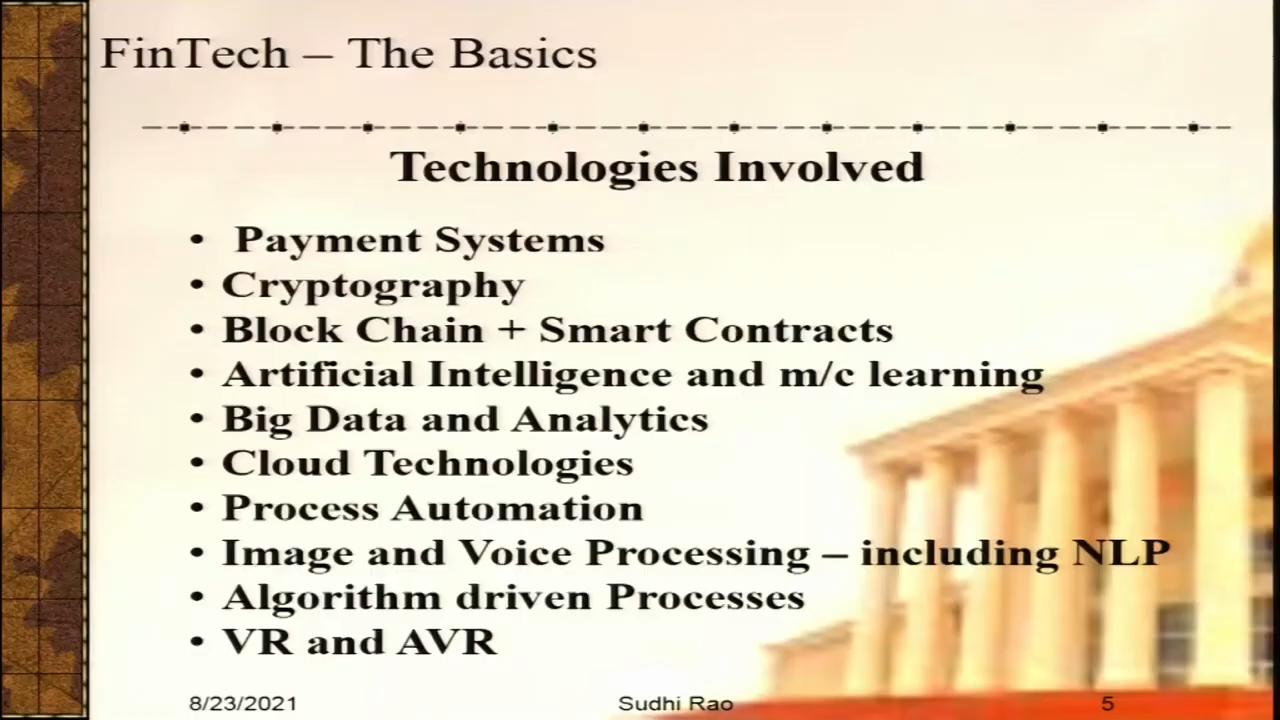 FinTech – The Basics
Technologies Involved
• Payment Systems
• Cryptography
• Block Chain + Smart Contracts
• Artificial Intelligence and m/c learning
• Big Data and Analytics
• Cloud Technologies
• Process Automation
• Image and Voice Processing – including NLP
• Algorithm driven Processes
• VR and AVR
8/23/2021 Sudhi Rao 5